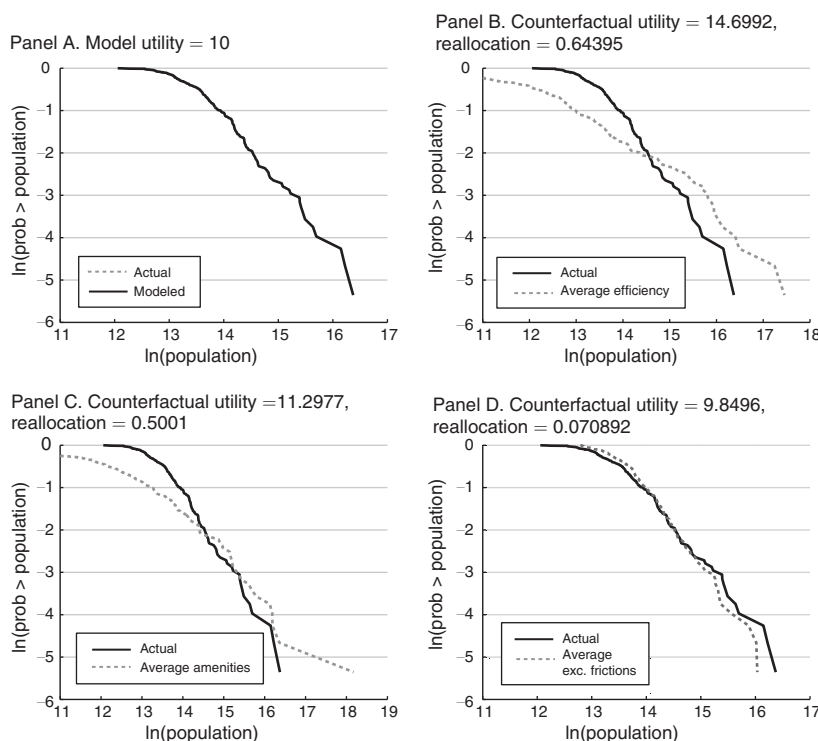 Panel A. Model utility = 10
ln(prob > population)
0
−1
−2
−3
−4
−5
−6
Actual
Modeled
11 12 13 14 15 16 17
ln(population)
Panel B. Counterfactual utility = 14.6992,
reallocation = 0.64395
ln(prob > population)
0
−1
−2
−3
−4
−5
−6
Actual
Average efficiency
11 12 13 14 15 16 17 18
ln(population)
Panel C. Counterfactual utility =11.2977,
reallocation = 0.5001
ln(prob > population)
0
−1
−2
−3
−4
−5
−6
Actual
Average amenities
11 12 13 14 15 16 17 18 19
ln(population)
Panel D. Counterfactual utility = 9.8496,
reallocation = 0.070892
ln(prob > population)
0
−1
−2
−3
−4
−5
−6
Actual
Average
exc. frictions
11 12 13 14 15 16 17
ln(population)